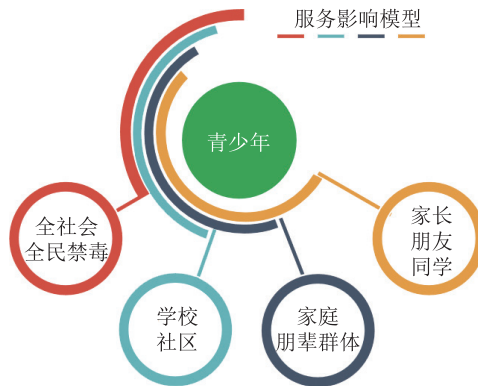 服务影响模型
青少年
全社会
全民禁毒
学校
社区
家庭
朋辈群体
家长
朋友
同学